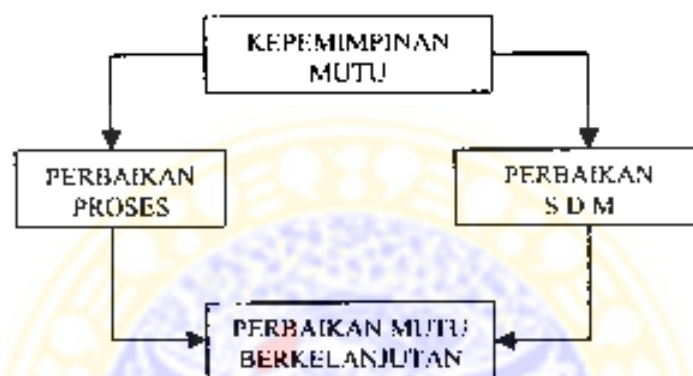 KEPEMIMPINAN
MUTU
PERBAIKAN
PROSES
PERBAIKAN
S D M
PERBAIKAN MUTU
BERKELANJUTAN